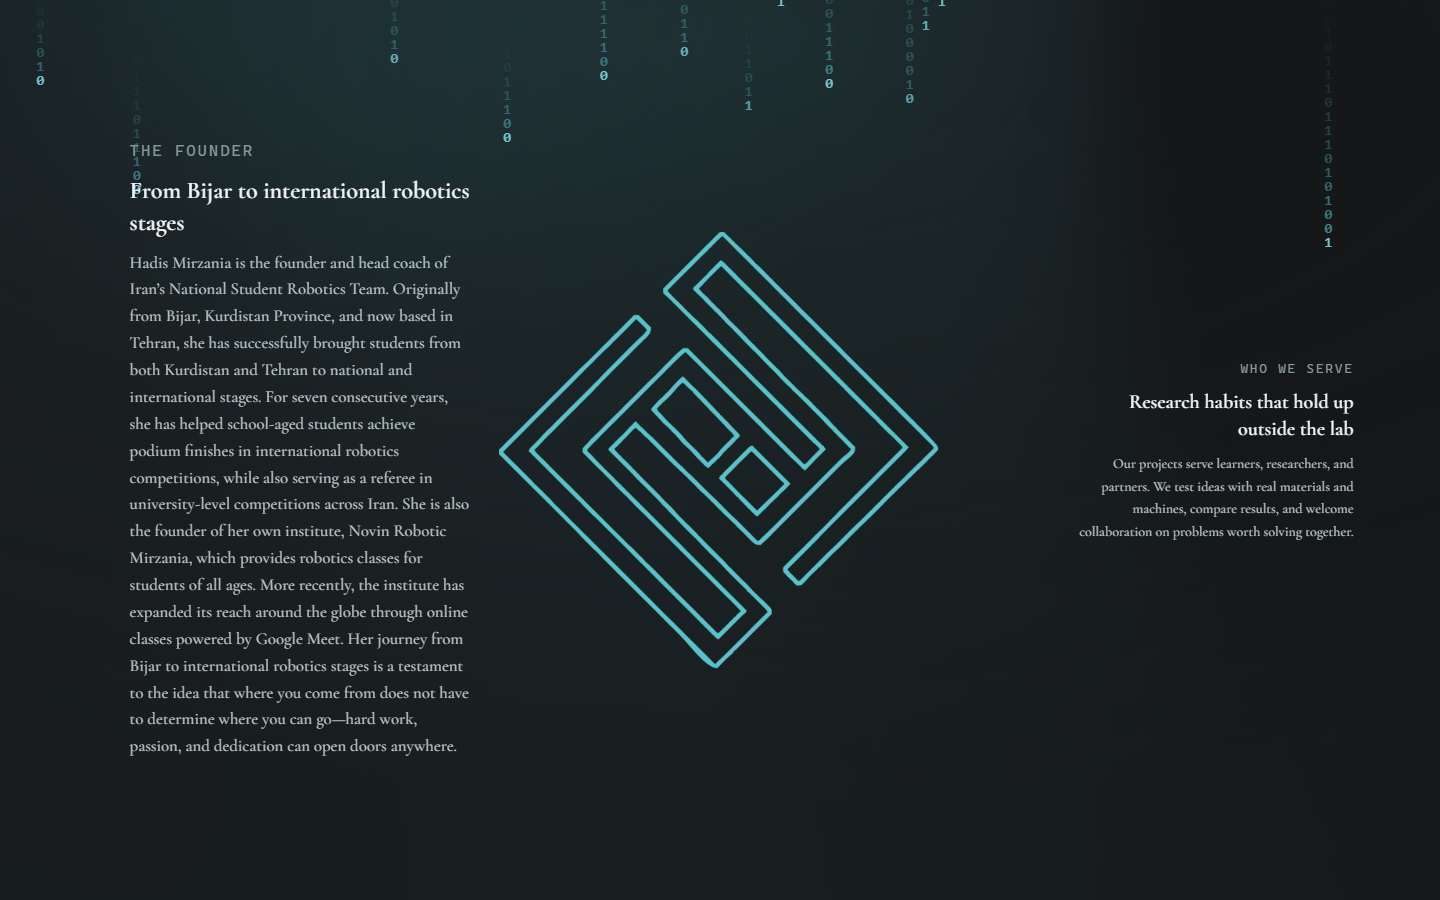 THE FOUNDER
From Bijar to international robotics
stages
Hadis Mirzania is the founder and head coach of
Iran’s National Student Robotics Team. Originally
from Bijar, Kurdistan Province, and now based in
Tehran, she has successfully brought students from
both Kurdistan and Tehran to national and
international stages. For seven consecutive years,
she has helped school-aged students achieve
podium finishes in international robotics
competitions, while also serving as a referee in
university-level competitions across Iran. She is also
the founder of her own institute, Novin Robotic
Mirzania, which provides robotics classes for
students of all ages. More recently, the institute has
expanded its reach around the globe through online
classes powered by Google Meet. Her journey from
Bijar to international robotics stages is a testament
to the idea that where you come from does not have
to determine where you can go—hard work,
passion, and dedication can open doors anywhere.
WHO WE SERVE
Research habits that hold up
outside the lab
Our projects serve learners, researchers, and
partners. We test ideas with real materials and
machines, compare results, and welcome
collaboration on problems worth solving together.